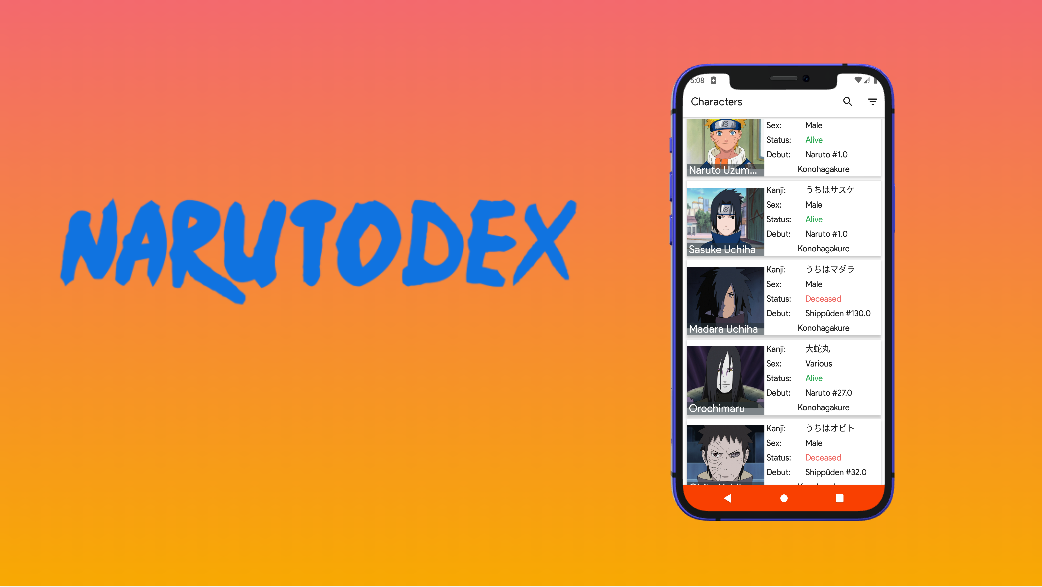 NARUTODEX
5:08
Characters
Sex: Male
Status: Alive
Debut: Naruto #1.0
Naruto Uzum...
Konohagakure
Kanji: うちはサスケ
Sex: Male
Status: Alive
Debut: Naruto #1.0
Sasuke Uchiha
Konohagakure
Kanji: うちはマダラ
Sex: Male
Status: Deceased
Debut: Shippūden #130.0
Madara Uchiha
Konohagakure
Kanji: 大蛇丸
Sex: Various
Status: Alive
Debut: Naruto #27.0
Orochimaru
Konohagakure
Kanji: うちはオビト
Sex: Male
Status: Deceased
Debut: Shippūden #32.0